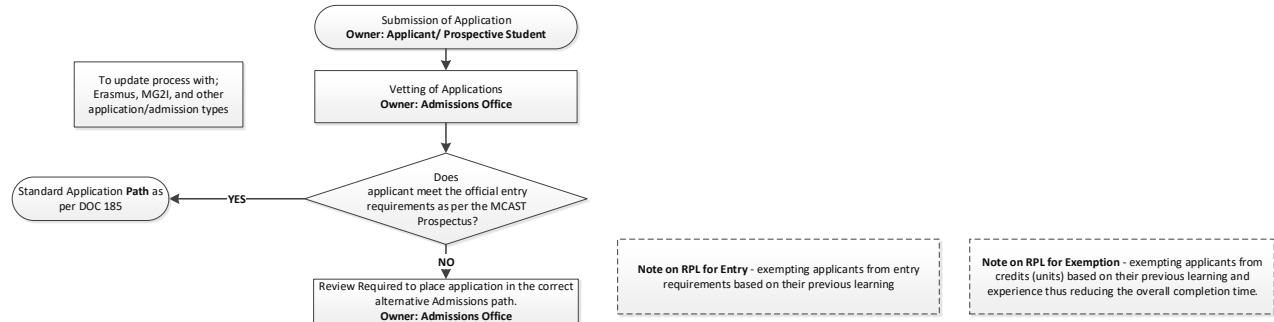 Submission of Application
Owner: Applicant/ Prospective Student
To update process with;
Erasmus, MG2I, and other
application/admission types
Vetting of Applications
Owner: Admissions Office
Does
applicant meet the official entry
requirements as per the MCAST
Prospectus?
YES
Standard Application Path as
per DOC 185
NO
Review Required to place application in the correct
alternative Admissions path.
Owner: Admissions Office
Note on RPL for Entry - exempting applicants from entry
requirements based on their previous learning
Note on RPL for Exemption - exempting applicants from
credits (units) based on their previous learning and
experience thus reducing the overall completion time.